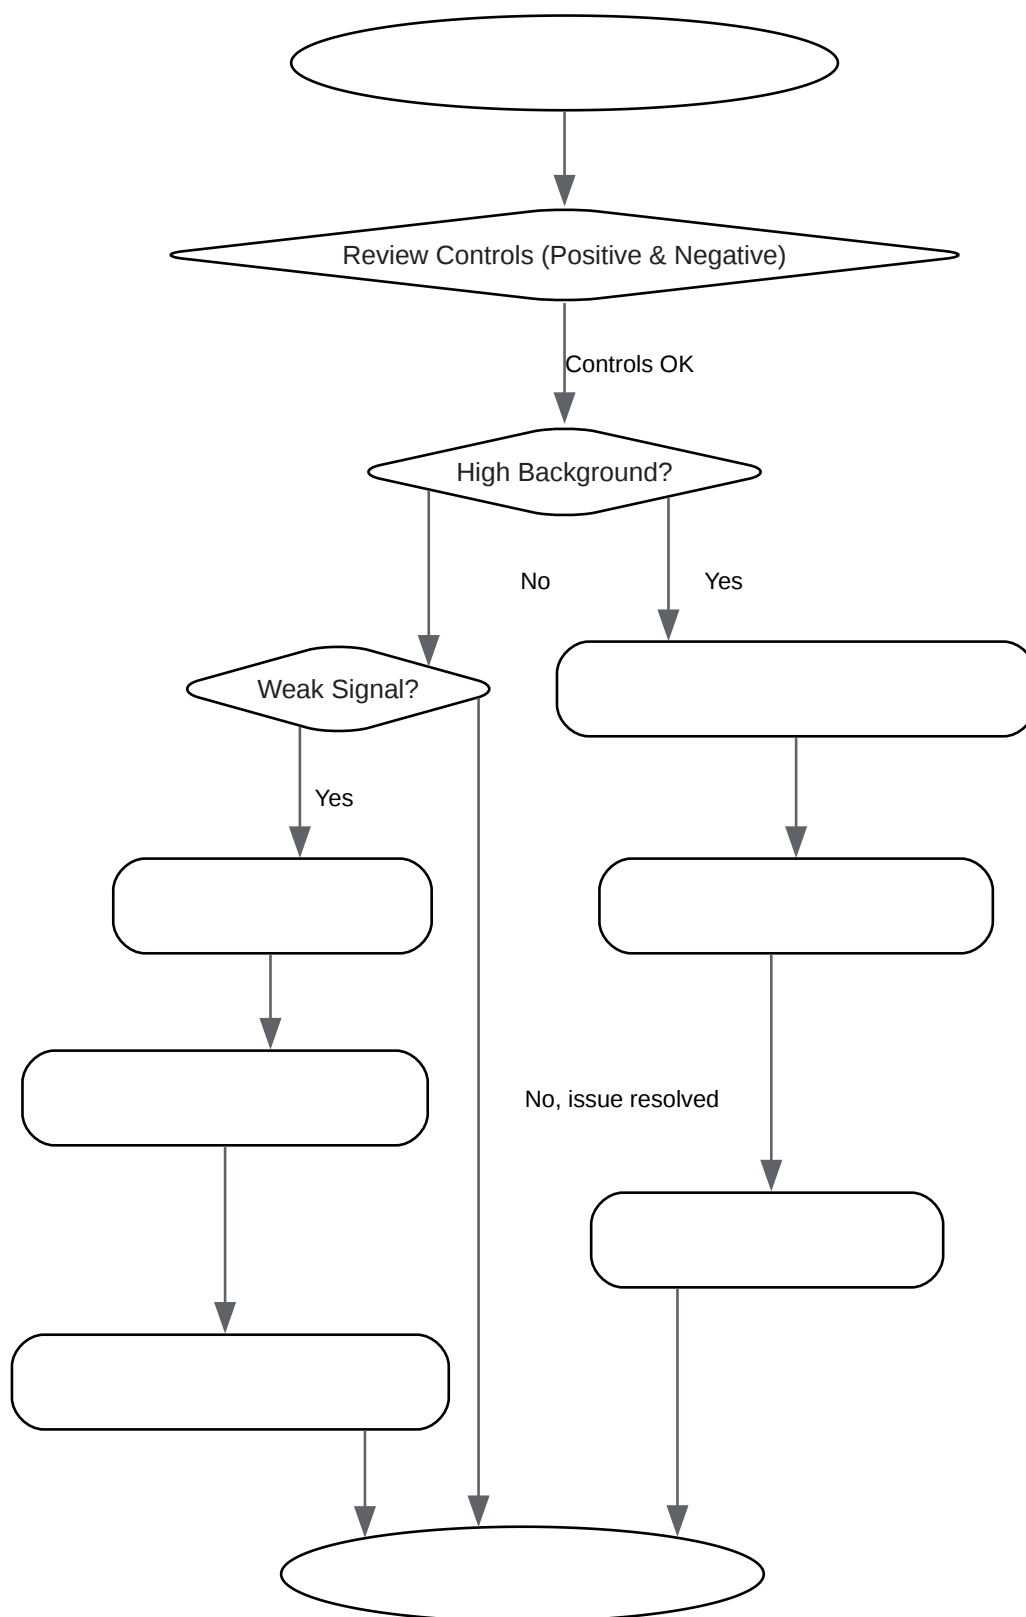 Review Controls (Positive & Negative)
Controls OK
High Background?
No
Yes
Weak Signal?
Yes
No, issue resolved